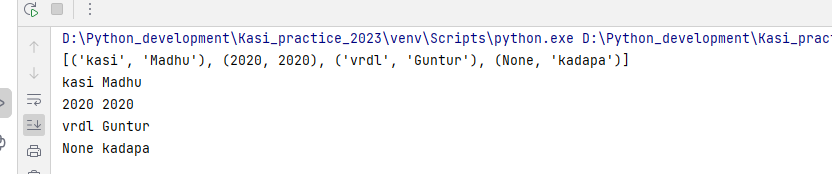 D:\Python_development\Kasi_practice_2023\venv\Scripts\python.exe D:\Python_development\Kasi_prac
[('kasi', 'Madhu'), (2020, 2020), ('vrdl', 'Guntur'), (None, 'kadapa')]
kasi Madhu
2020 2020
vrdl Guntur
None kadapa